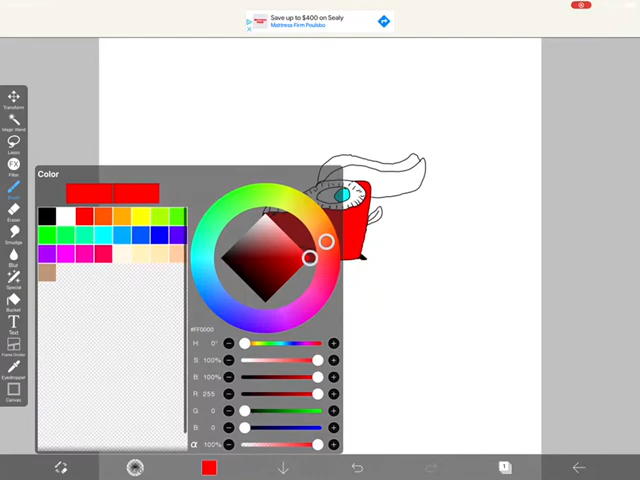 Save up to $400 on Sealy
Mattress Firm Poulsbo
Transform
Magic Wand
Lasso
FX
Filter
Brush
Eraser
Smudge
Blur
Special
Bucket
T
Text
Frame Divider
Eyedropper
Canvas
Color
#FF0000
H 0°
S 100%
B 100%
R 255
G 0
B 0
α 100%
1